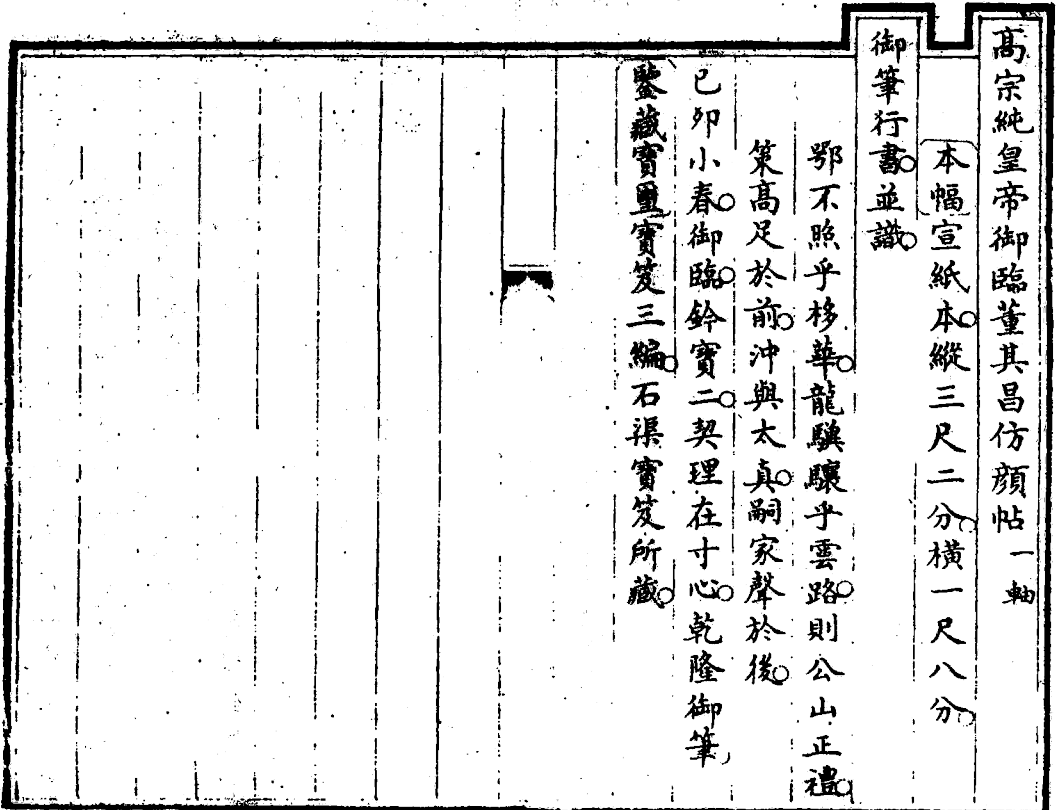 高宗純皇帝御臨董其昌仿顏帖一軸
本幅宣紙本縱三尺二分橫一尺八分
御筆行書並識
鄂不照乎栘華龍驥驤乎雲路則公山正禮
策高足於前沖與太真嗣家聲於後
己卯小春御臨鈐寶二契理在寸心乾隆御筆
鑒藏寶璽寶笈三編石渠寶笈所藏